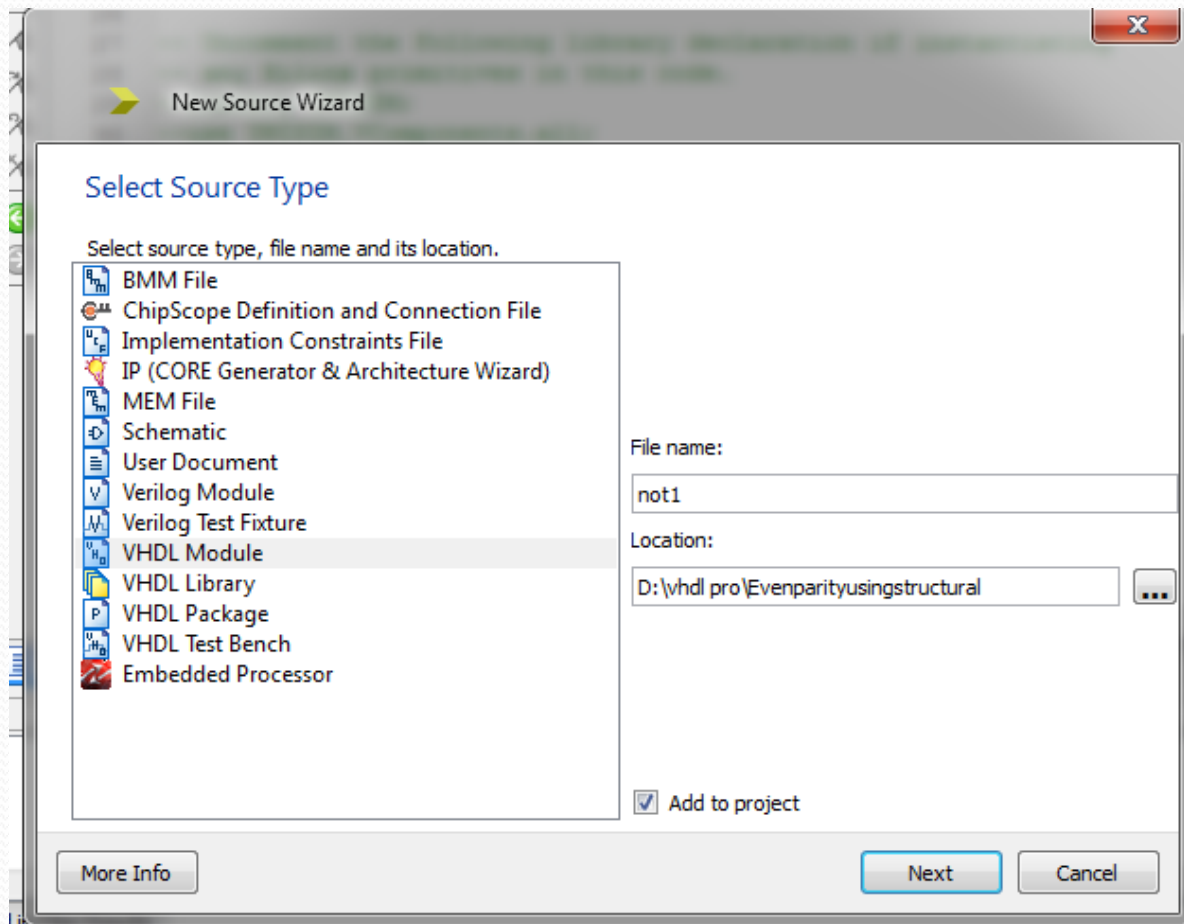 New Source Wizard
Select Source Type
Select source type, file name and its location.
BMM File
ChipScope Definition and Connection File
Implementation Constraints File
IP (CORE Generator & Architecture Wizard)
MEM File
Schematic
User Document
Verilog Module
Verilog Test Fixture
VHDL Module
VHDL Library
VHDL Package
VHDL Test Bench
Embedded Processor
File name:
not1
Location:
D:\vhdl pro\Evenparityusingstructural
...
Add to project
More Info
Next
Cancel